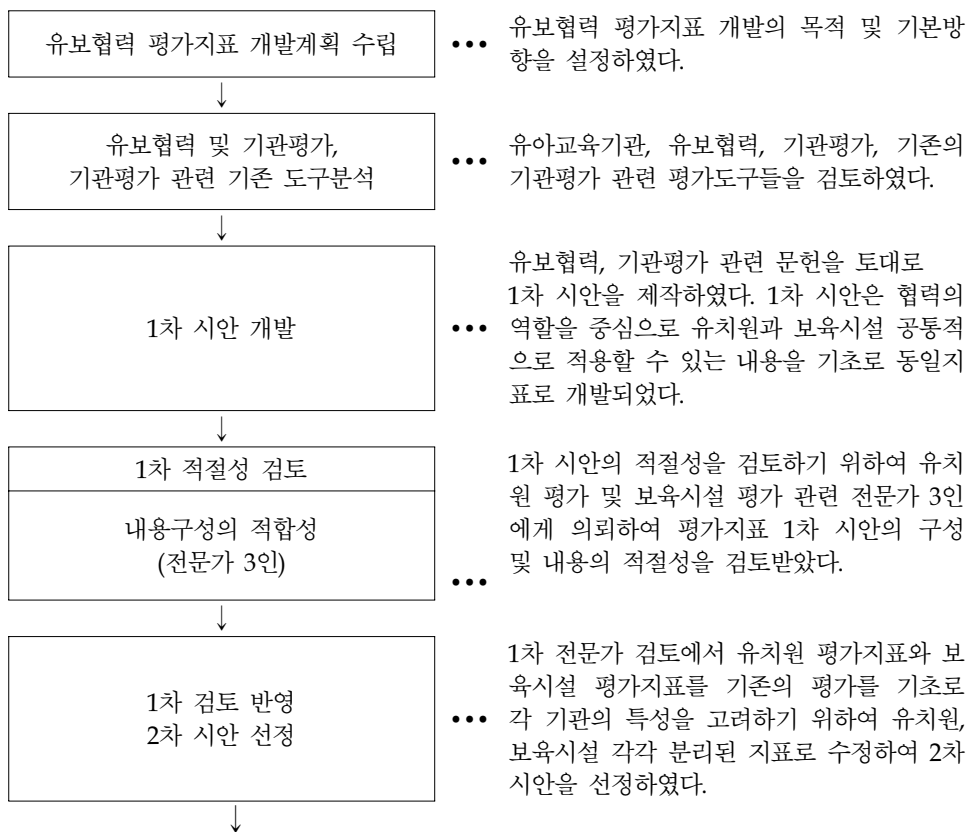 유보협력 평가지표 개발계획 수립
••• 유보협력 평가지표 개발의 목적 및 기본방
향을 설정하였다.
↓
유보협력 및 기관평가,
기관평가 관련 기존 도구분석
••• 유아교육기관, 유보협력, 기관평가, 기존의
기관평가 관련 평가도구들을 검토하였다.
↓
1차 시안 개발
유보협력, 기관평가 관련 문헌을 토대로
1차 시안을 제작하였다. 1차 시안은 협력의
••• 역할을 중심으로 유치원과 보육시설 공통적
으로 적용할 수 있는 내용을 기초로 동일지
표로 개발되었다.
↓
1차 적절성 검토
내용구성의 적합성
(전문가 3인)
1차 시안의 적절성을 검토하기 위하여 유치
원 평가 및 보육시설 평가 관련 전문가 3인
에게 의뢰하여 평가지표 1차 시안의 구성
및 내용의 적절성을 검토받았다.
•••
↓
1차 검토 반영
2차 시안 선정
1차 전문가 검토에서 유치원 평가지표와 보
육시설 평가지표를 기존의 평가를 기초로
••• 각 기관의 특성을 고려하기 위하여 유치원,
보육시설 각각 분리된 지표로 수정하여 2차
시안을 선정하였다.
↓